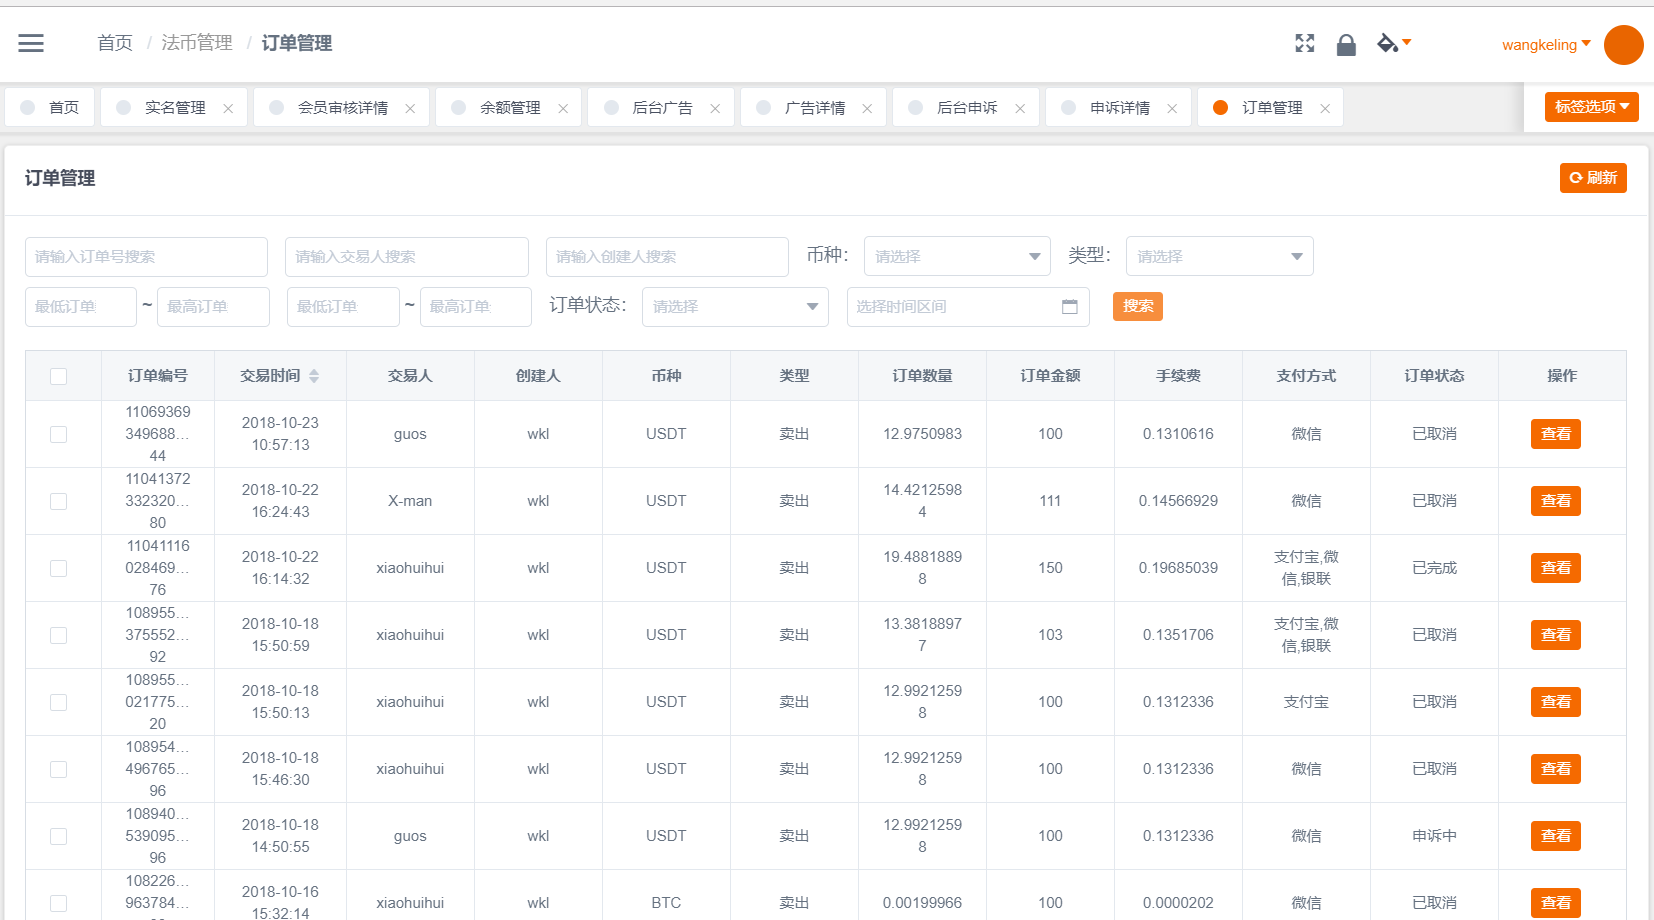 首页 / 法币管理 / 订单管理
wangkeling
首页
实名管理
会员审核详情
余额管理
后台广告
广告详情
后台申诉
申诉详情
订单管理
标签选项
订单管理
刷新
请输入订单号搜索
请输入交易人搜索
请输入创建人搜索
币种：
请选择
类型：
请选择
最低订单
~
最高订单
最低订单
~
最高订单
订单状态：
请选择
选择时间区间
搜索
订单编号 交易时间 交易人 创建人 币种 类型 订单数量 订单金额 手续费 支付方式 订单状态 操作
11069369
349688...
44
2018-10-23
10:57:13
guos wkl USDT 卖出 12.9750983 100 0.1310616 微信 已取消 查看
11041372
332320...
80
2018-10-22
16:24:43
X-man wkl USDT 卖出
14.4212598
4
111 0.14566929 微信 已取消 查看
11041116
028469...
76
2018-10-22
16:14:32
xiaohuihui wkl USDT 卖出
19.4881889
8
150 0.19685039
支付宝,微
信,银联
已完成 查看
108955...
375552...
92
2018-10-18
15:50:59
xiaohuihui wkl USDT 卖出
13.3818897
7
103 0.1351706
支付宝,微
信,银联
已取消 查看
108955...
021775...
20
2018-10-18
15:50:13
xiaohuihui wkl USDT 卖出
12.9921259
8
100 0.1312336 支付宝 已取消 查看
108954...
496765...
96
2018-10-18
15:46:30
xiaohuihui wkl USDT 卖出
12.9921259
8
100 0.1312336 微信 已取消 查看
108940...
539095...
96
2018-10-18
14:50:55
guos wkl USDT 卖出
12.9921259
8
100 0.1312336 微信 申诉中 查看
108226...
963784...
2018-10-16
15:32:14
xiaohuihui wkl BTC 卖出 0.00199966 100 0.0000202 微信 已取消 查看